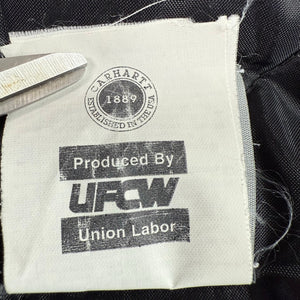 CARHARTT
1889
ESTABLISHED IN THE USA
Produced By
UFCW
Union Labor